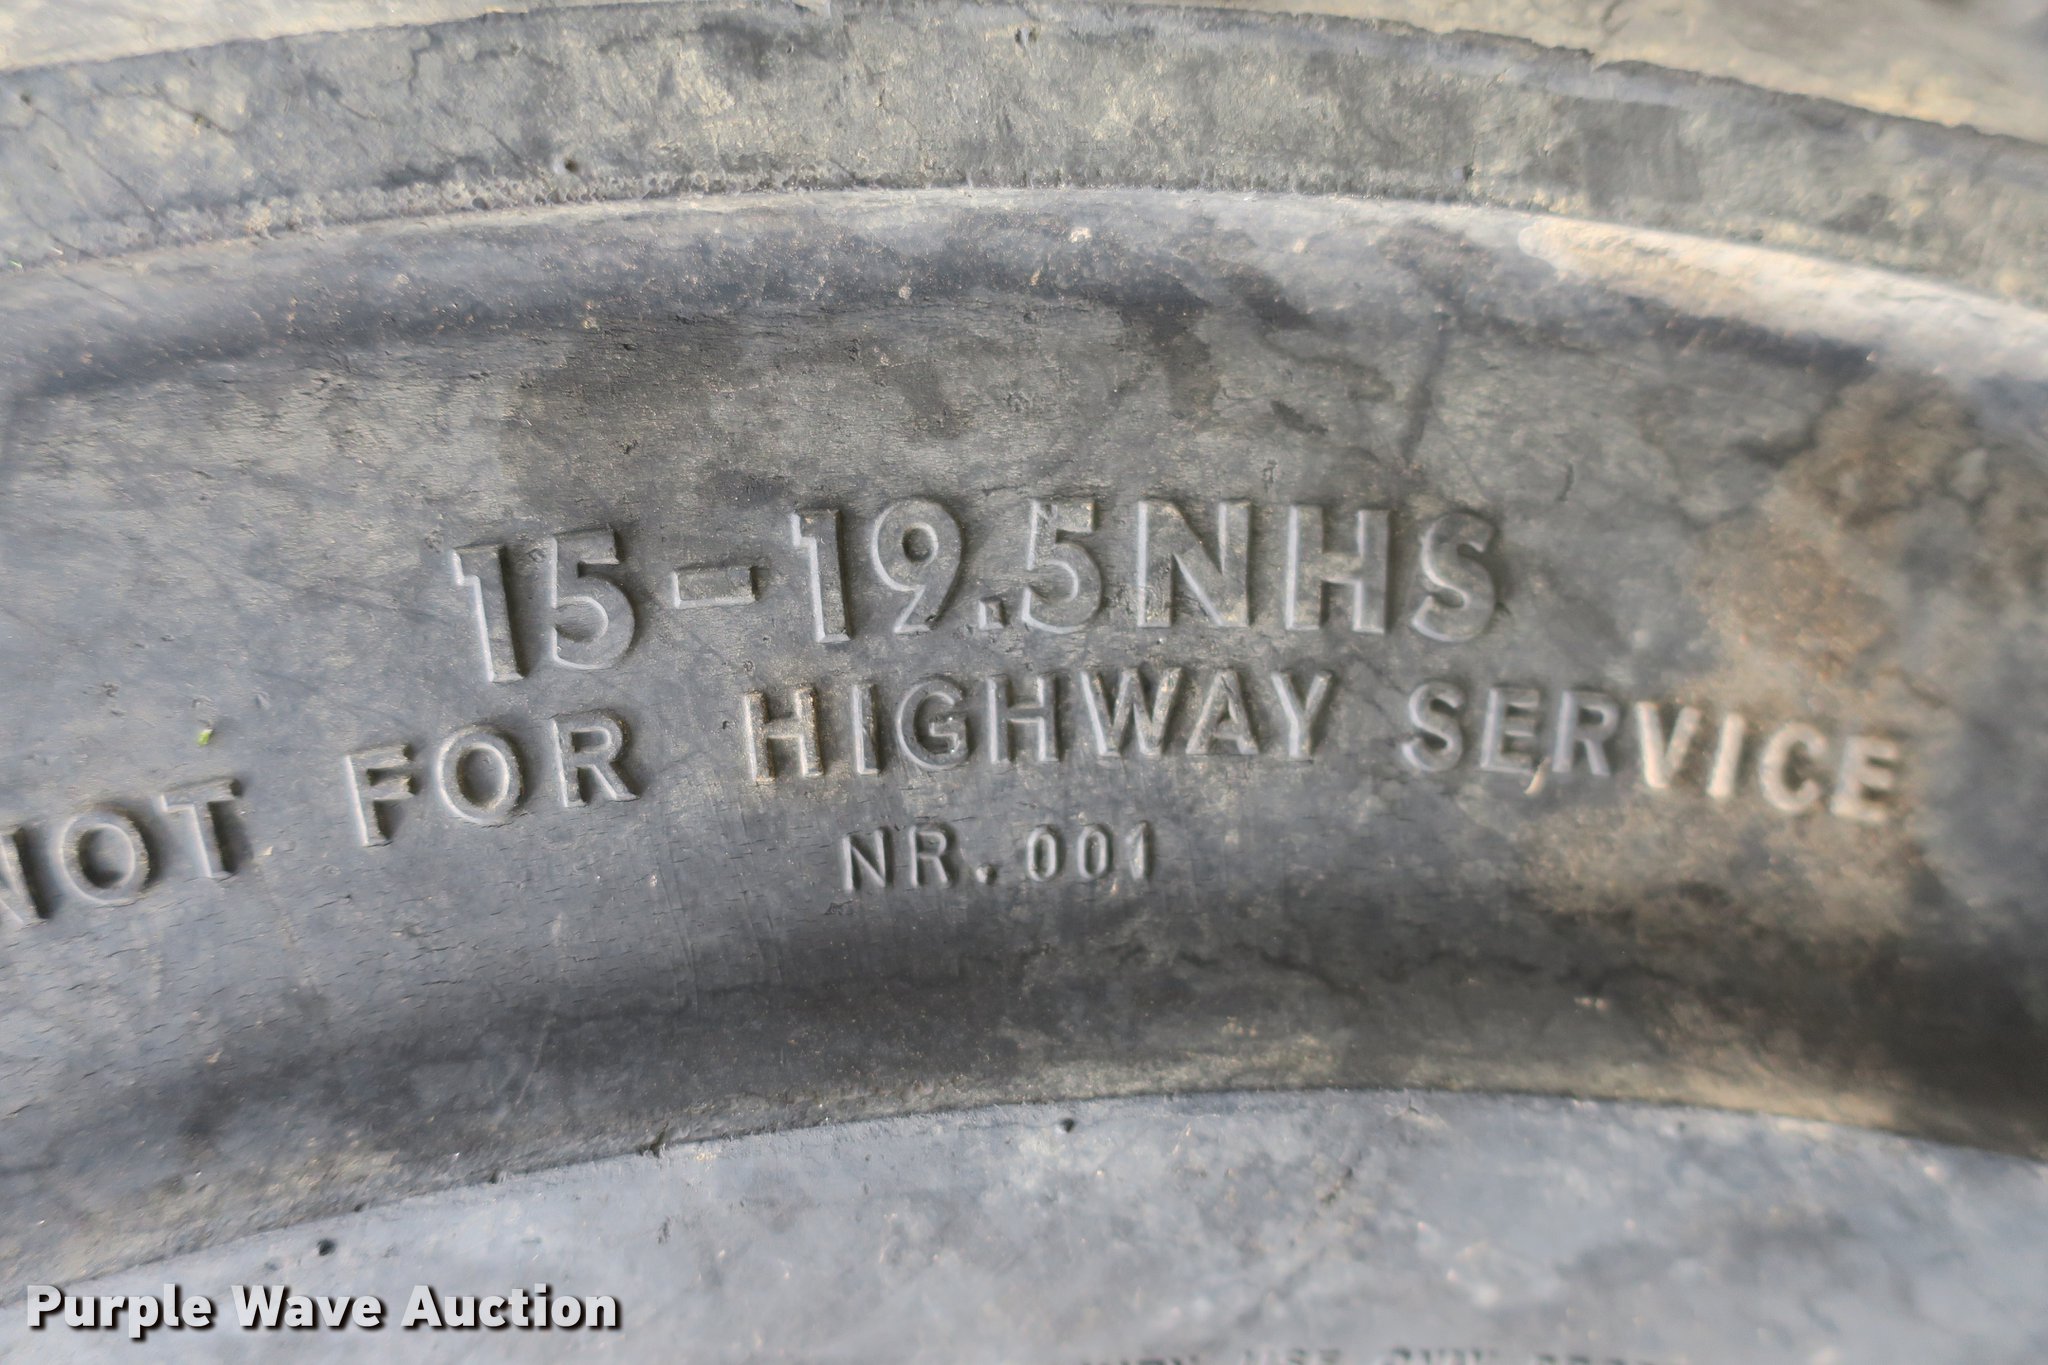 15-19.5NHS
NOT FOR HIGHWAY SERVICE
NR.001
Purple Wave Auction